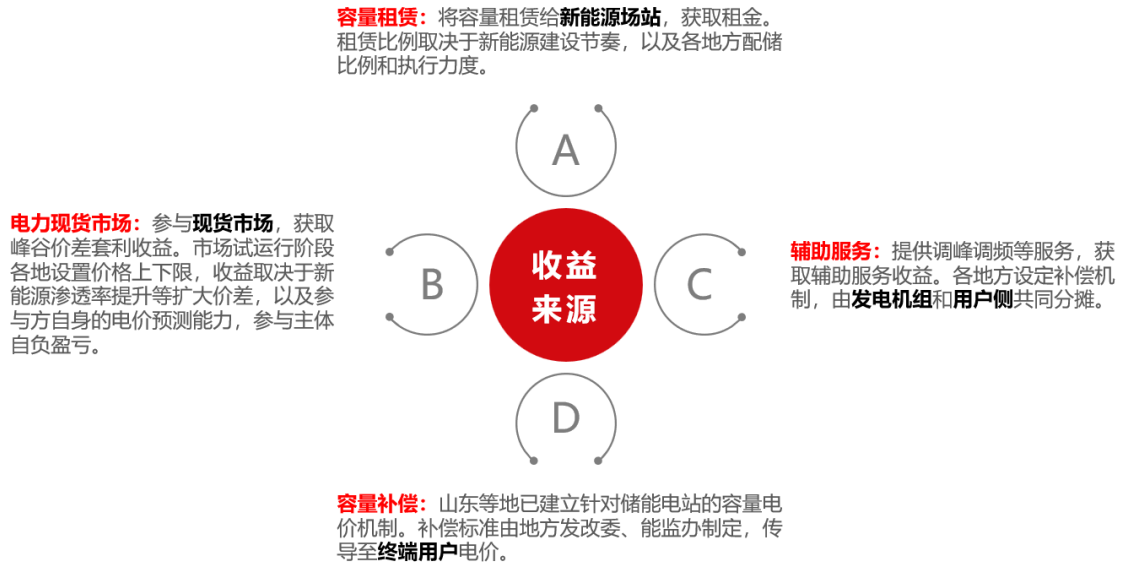 容量租赁：将容量租赁给新能源场站，获取租金。
租赁比例取决于新能源建设节奏，以及各地方配储
比例和执行力度。
A
电力现货市场：参与现货市场，获取
峰谷价差套利收益。市场试运行阶段
各地设置价格上下限，收益取决于新
能源渗透率提升等扩大价差，以及参
与方自身的电价预测能力，参与主体
自负盈亏。
B
收益
来源
C
辅助服务：提供调峰调频等服务，获
取辅助服务收益。各地方设定补偿机
制，由发电机组和用户侧共同分摊。
D
容量补偿：山东等地已建立针对储能电站的容量电
价机制。补偿标准由地方发改委、能监办制定，传
导至终端用户电价。